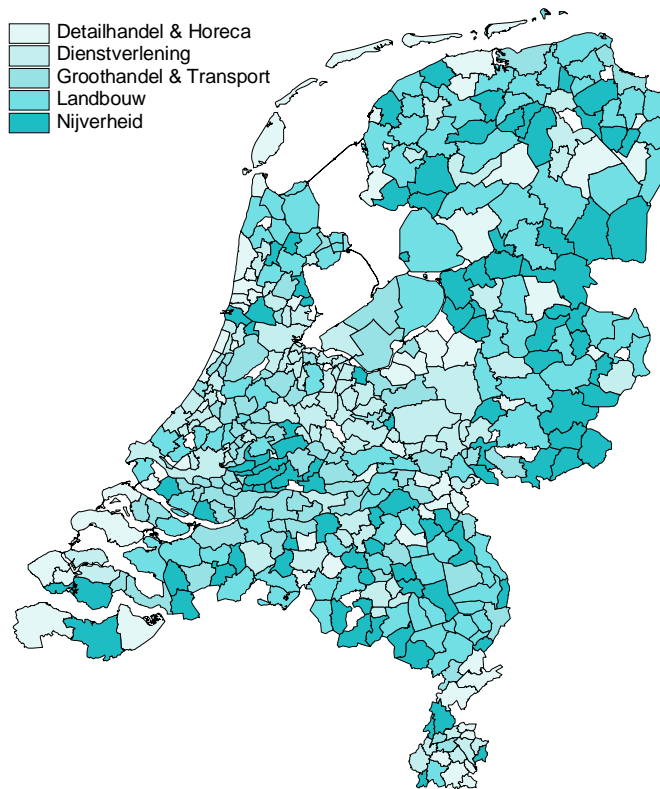 Detailhandel & Horeca
Dienstverlening
Groothandel & Transport
Landbouw
Nijverheid